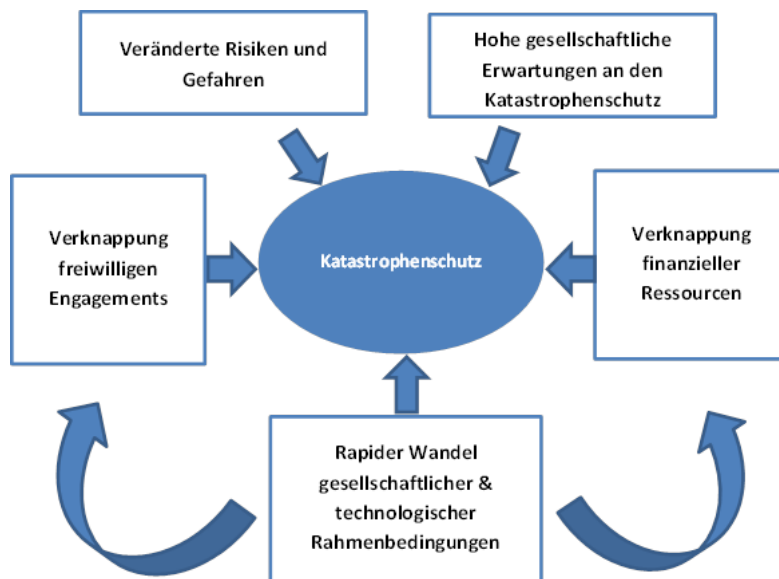 Veränderte Risiken und
Gefahren
Hohe gesellschaftliche
Erwartungen an den
Katastrophenschutz
Verknappung
freiwilligen
Engagements
Katastrophenschutz
Verknappung
finanzieller
Ressourcen
Rapider Wandel
gesellschaftlicher &
technologischer
Rahmenbedingungen